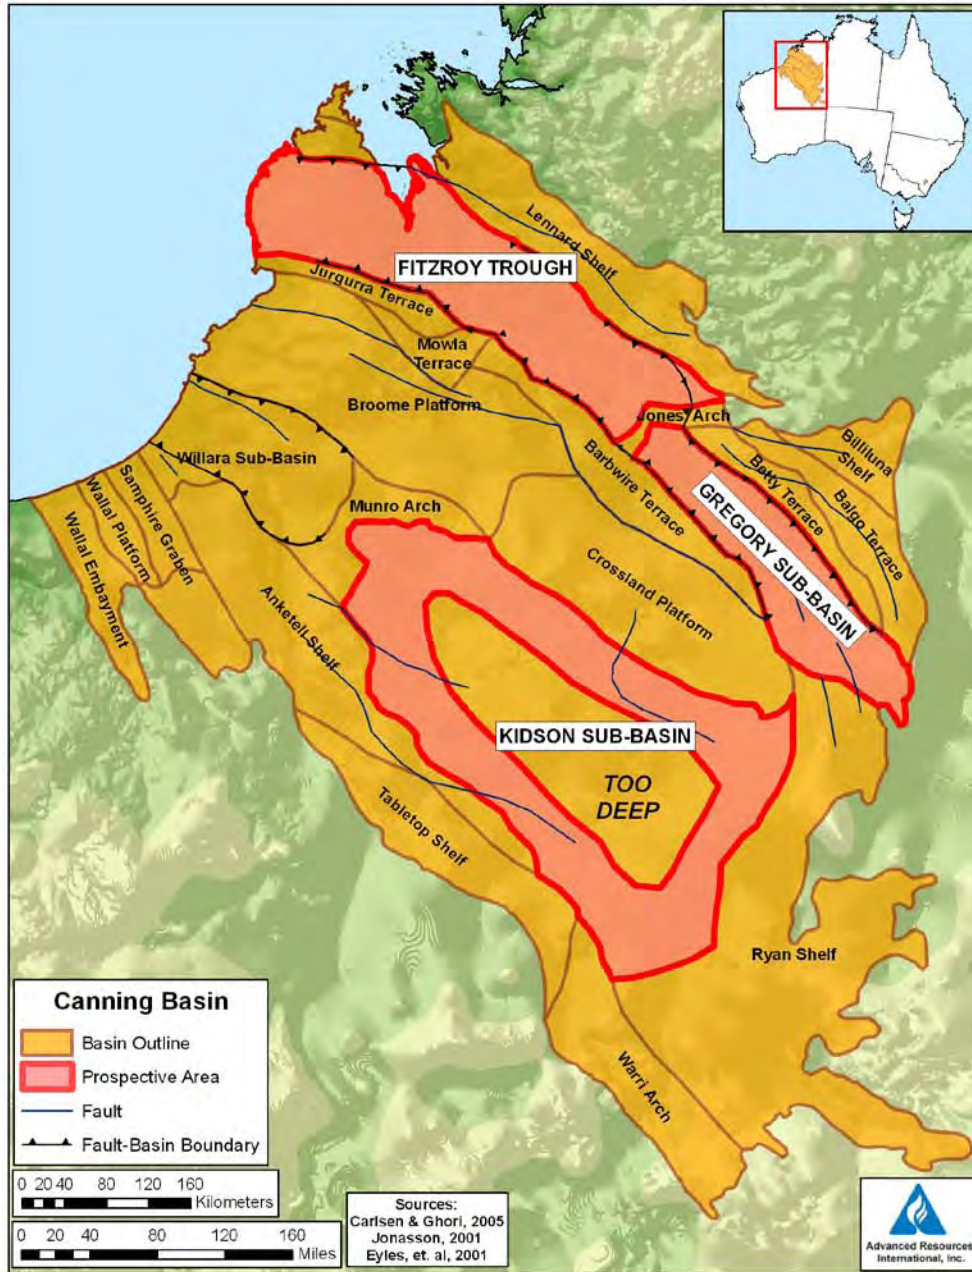 Lennard Shelf
FITZROY TROUGH
Jurgurra Terrace
Mowla
Terrace
Broome Platform
Jones Arch
Billiluna
Shelf
Willara Sub-Basin
Barbwire Terrace
Betty Terrace
Balgo Terrace
Samphire Graben
Wallal Platform
Wallal Embayment
Munro Arch
GREGORY SUB-BASIN
Crossland Platform
Anketell Shelf
KIDSON SUB-BASIN
TOO
DEEP
Tabletop Shelf
Ryan Shelf
Warri Arch
Canning Basin
Basin Outline
Prospective Area
Fault
Fault-Basin Boundary
0 20 40 80 120 160
Kilometers
0 20 40 80 120 160
Miles
Sources:
Carlsen & Ghori, 2005
Jonasson, 2001
Eyles, et. al, 2001
Advanced Resources
International, Inc.